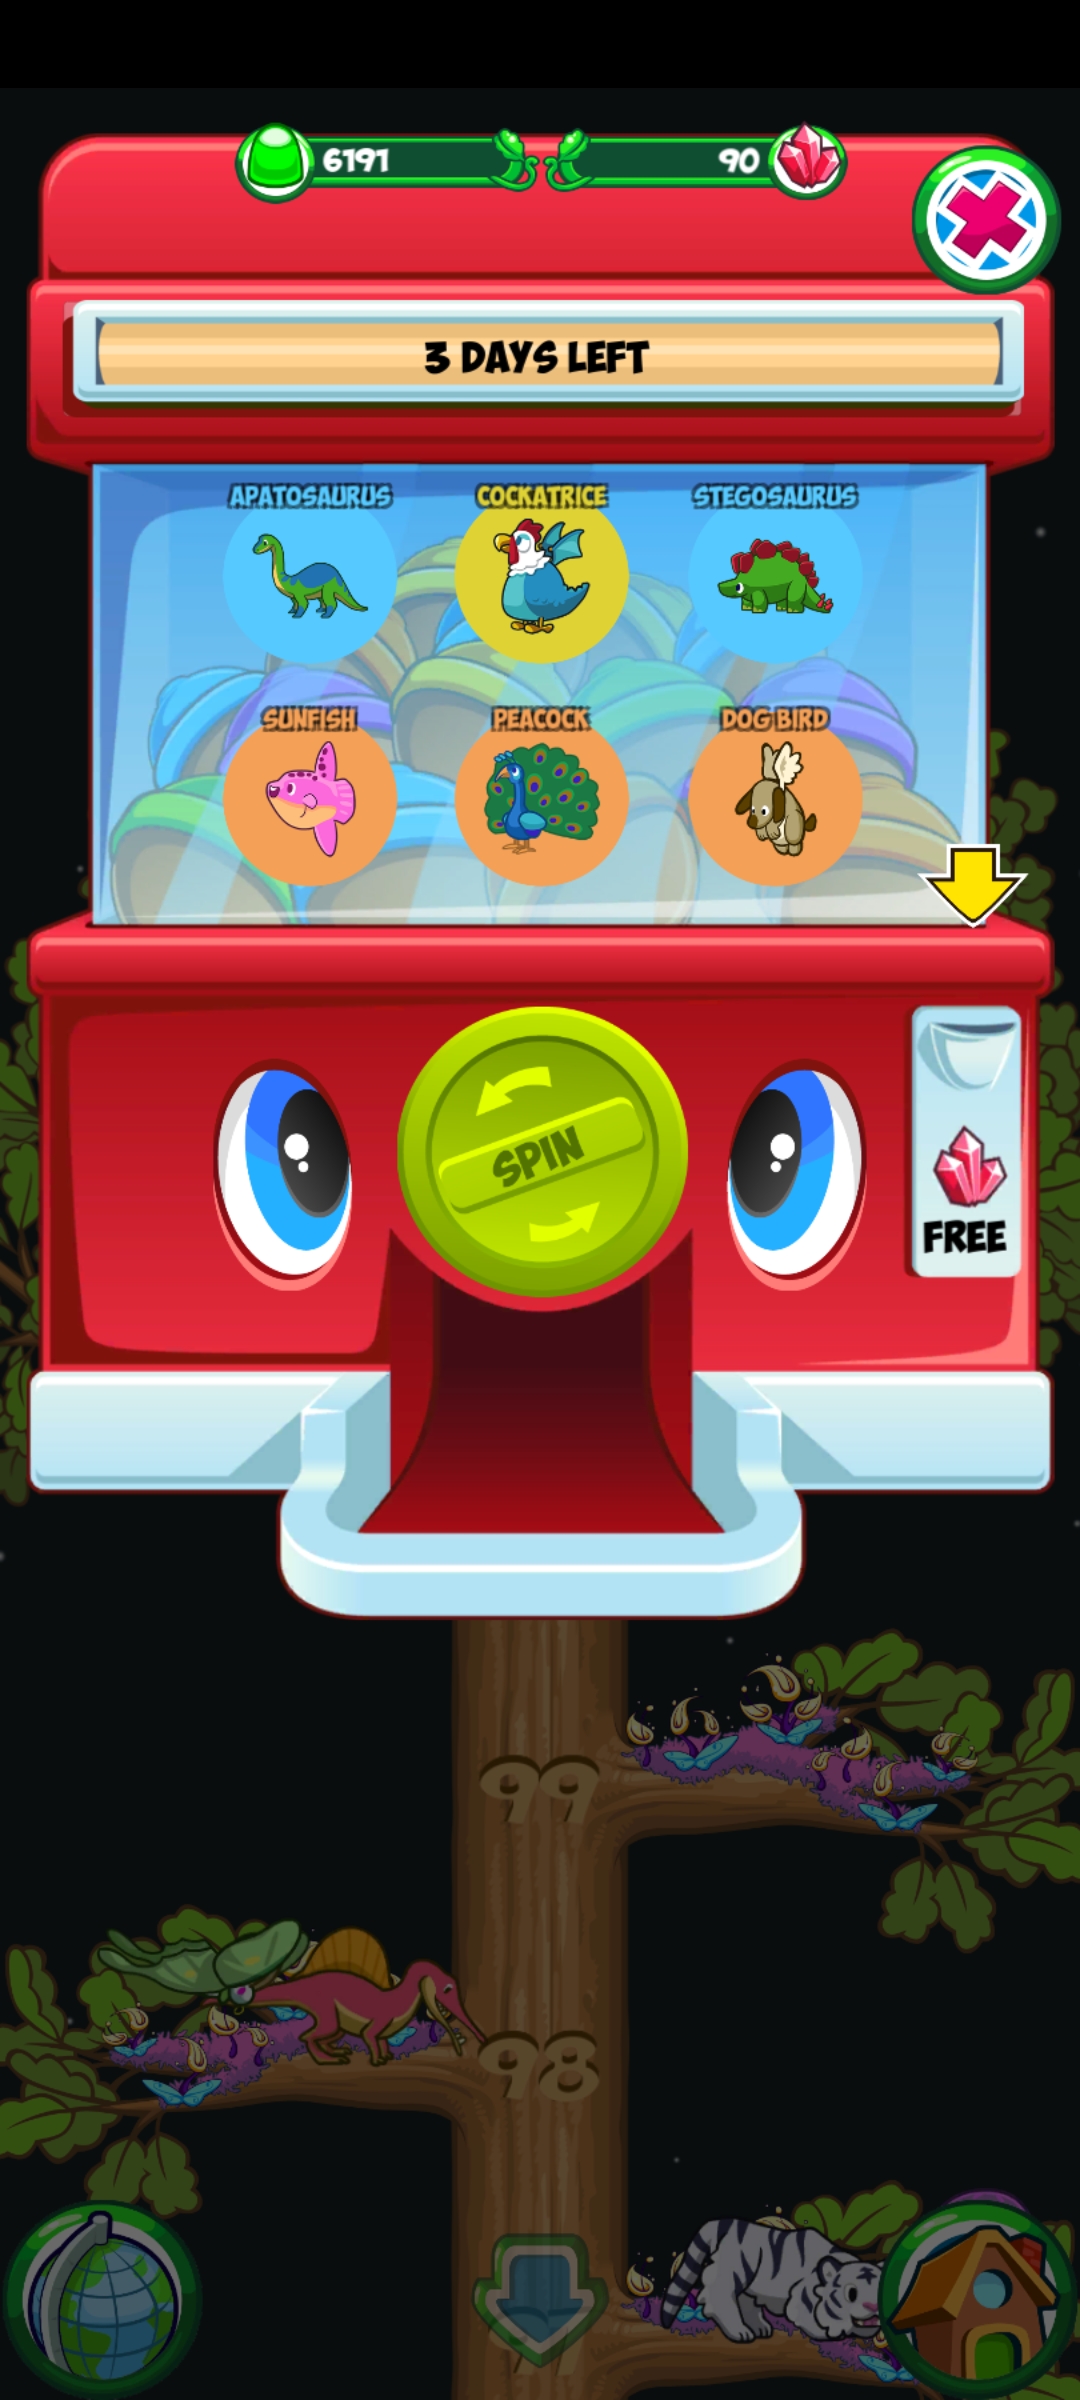 6191
90
3 DAYS LEFT
APATOSAURUS
COCKATRICE
STEGOSAURUS
SUNFISH
PEACOCK
DOG BIRD
SPIN
FREE
99
98